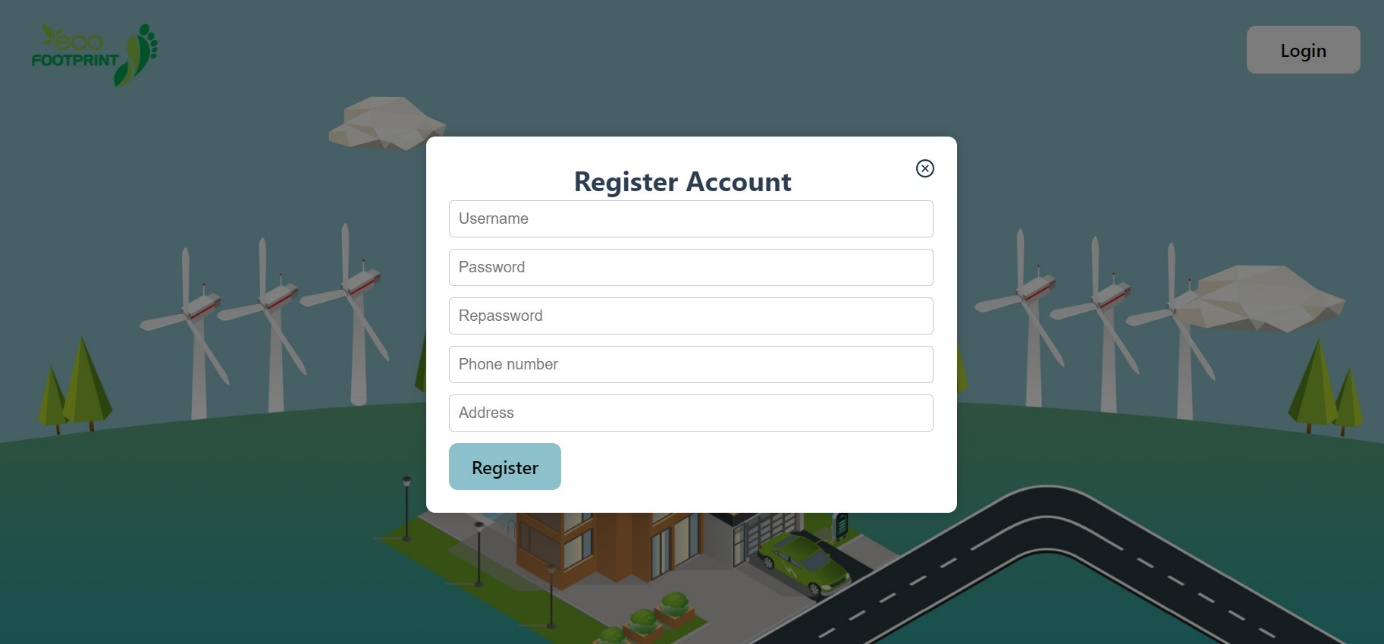 eco
FOOTPRINT
Login
Register Account
Username
Password
Repassword
Phone number
Address
Register